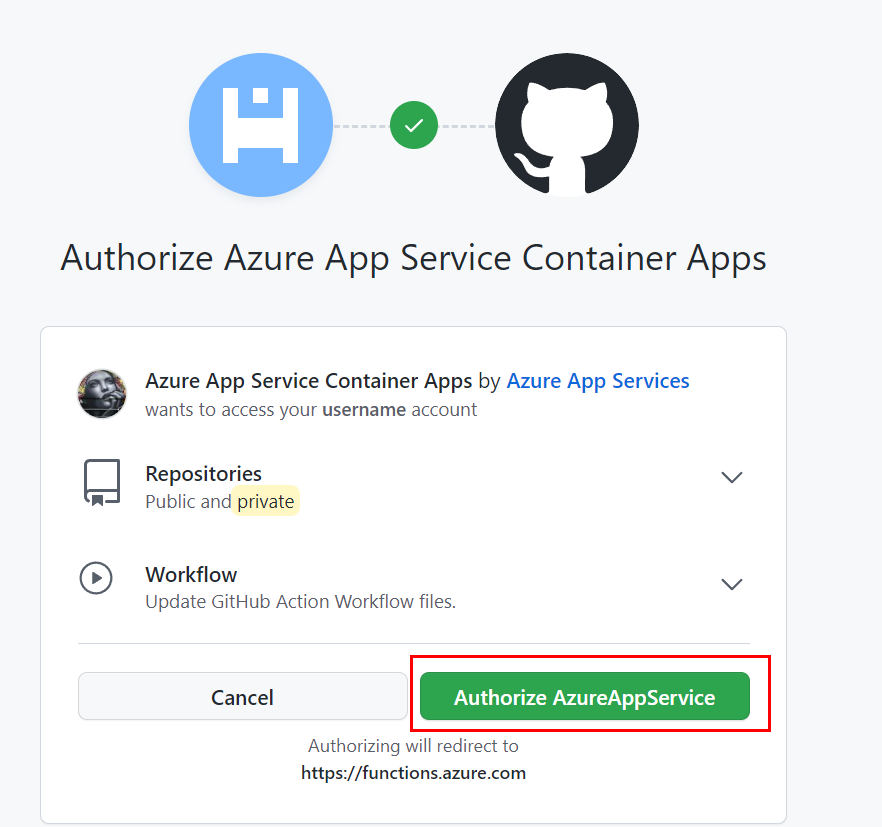 Authorize Azure App Service Container Apps
Azure App Service Container Apps by Azure App Services
wants to access your username account
Repositories
Public and private
Workflow
Update GitHub Action Workflow files.
Cancel
Authorize AzureAppService
Authorizing will redirect to
https://functions.azure.com